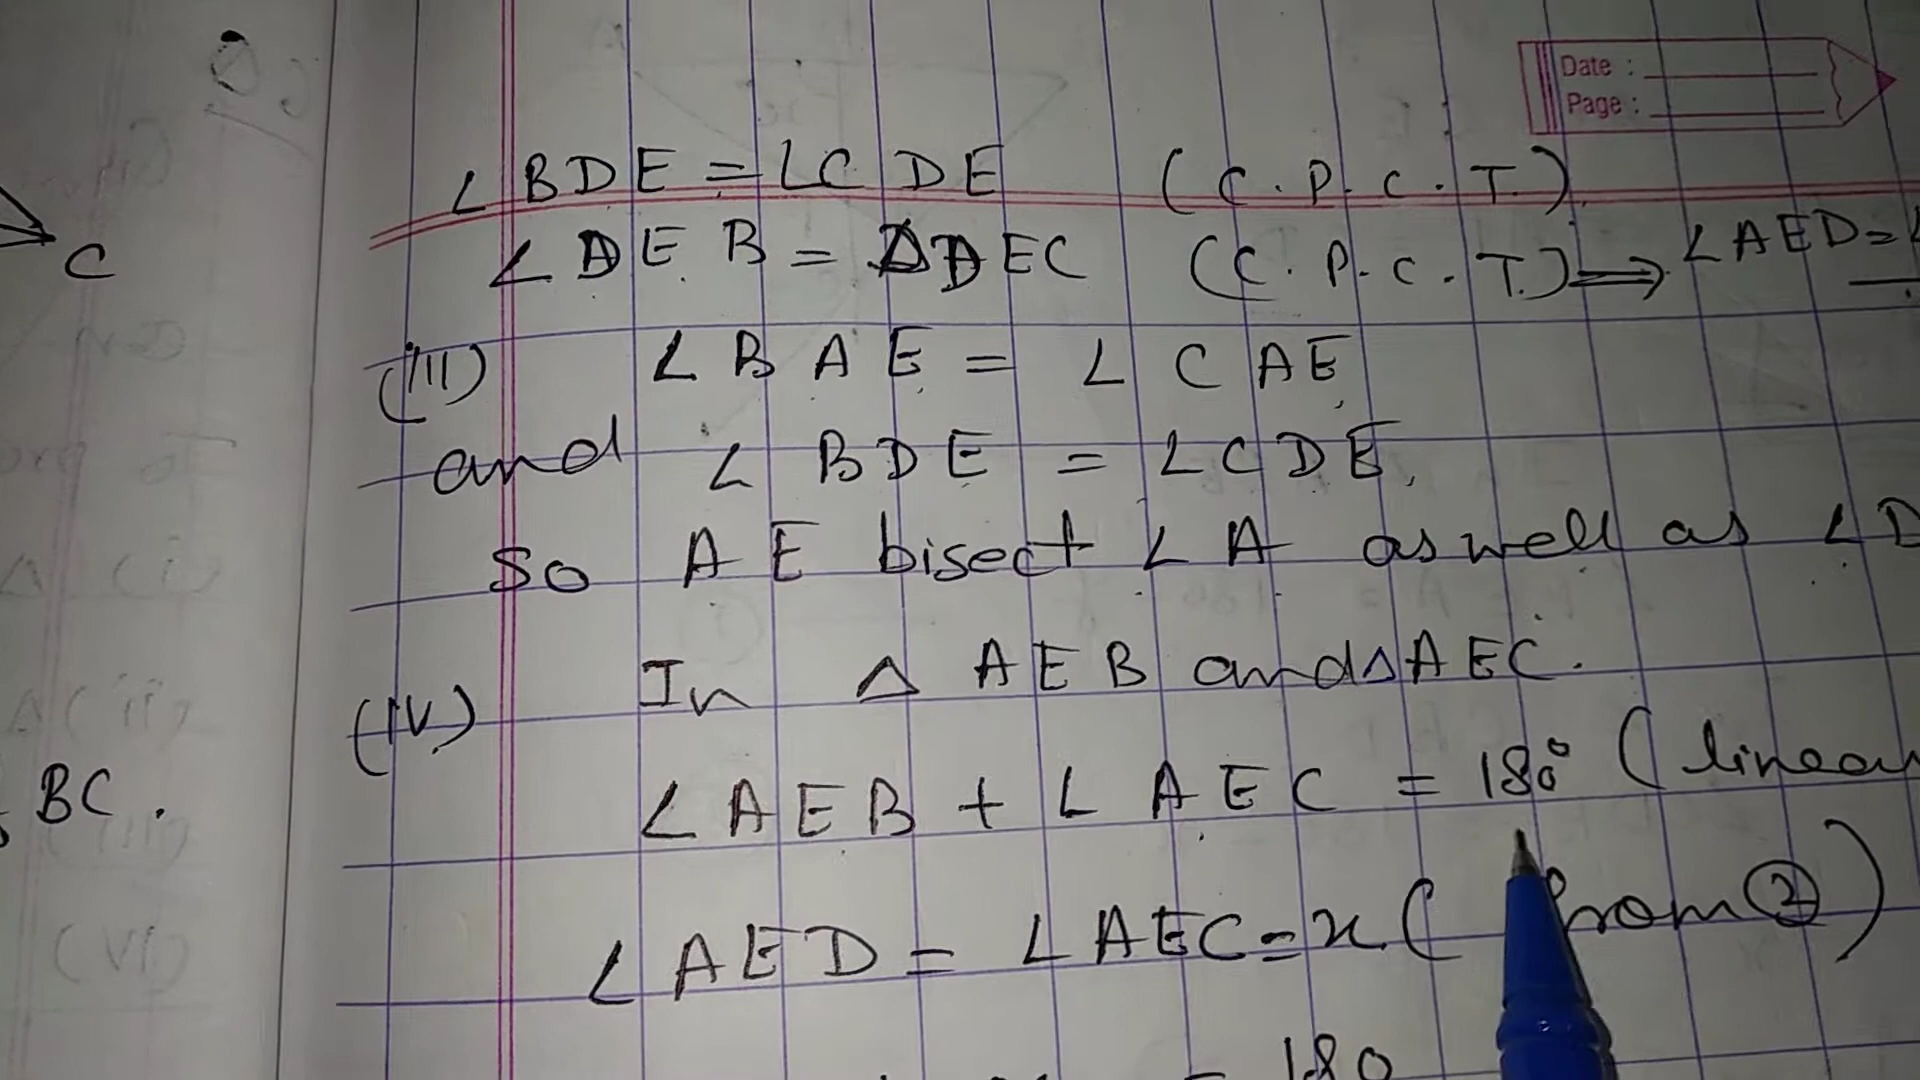 Date :
Page :
∠BDE = ∠CDE (C.P.C.T.)
∠DEB = ∠DEC (C.P.C.T.) ⟹ ∠AED = ∠
C
(III) ∠BAE = ∠CAE
and ∠BDE = ∠CDE
So AE bisect ∠A as well as ∠D
(IV) In △ AEB and △AEC.
BC.
∠AEB + ∠AEC = 180° (linear
∠AED = ∠AEC = x (from ②)
= 180